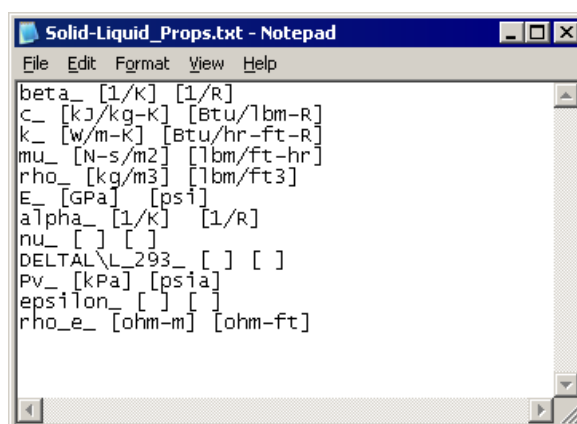 Solid-Liquid_Props.txt - Notepad
File Edit Format View Help
beta_ [1/K] [1/R]
c_ [kJ/kg-K] [Btu/lbm-R]
k_ [W/m-K] [Btu/hr-ft-R]
mu_ [N-s/m2] [lbm/ft-hr]
rho_ [kg/m3] [lbm/ft3]
E_ [GPa] [psi]
alpha_ [1/K] [1/R]
nu_ [ ] [ ]
DELTAL\L_293_ [ ] [ ]
Pv_ [kPa] [psia]
epsilon_ [ ] [ ]
rho_e_ [ohm-m] [ohm-ft]